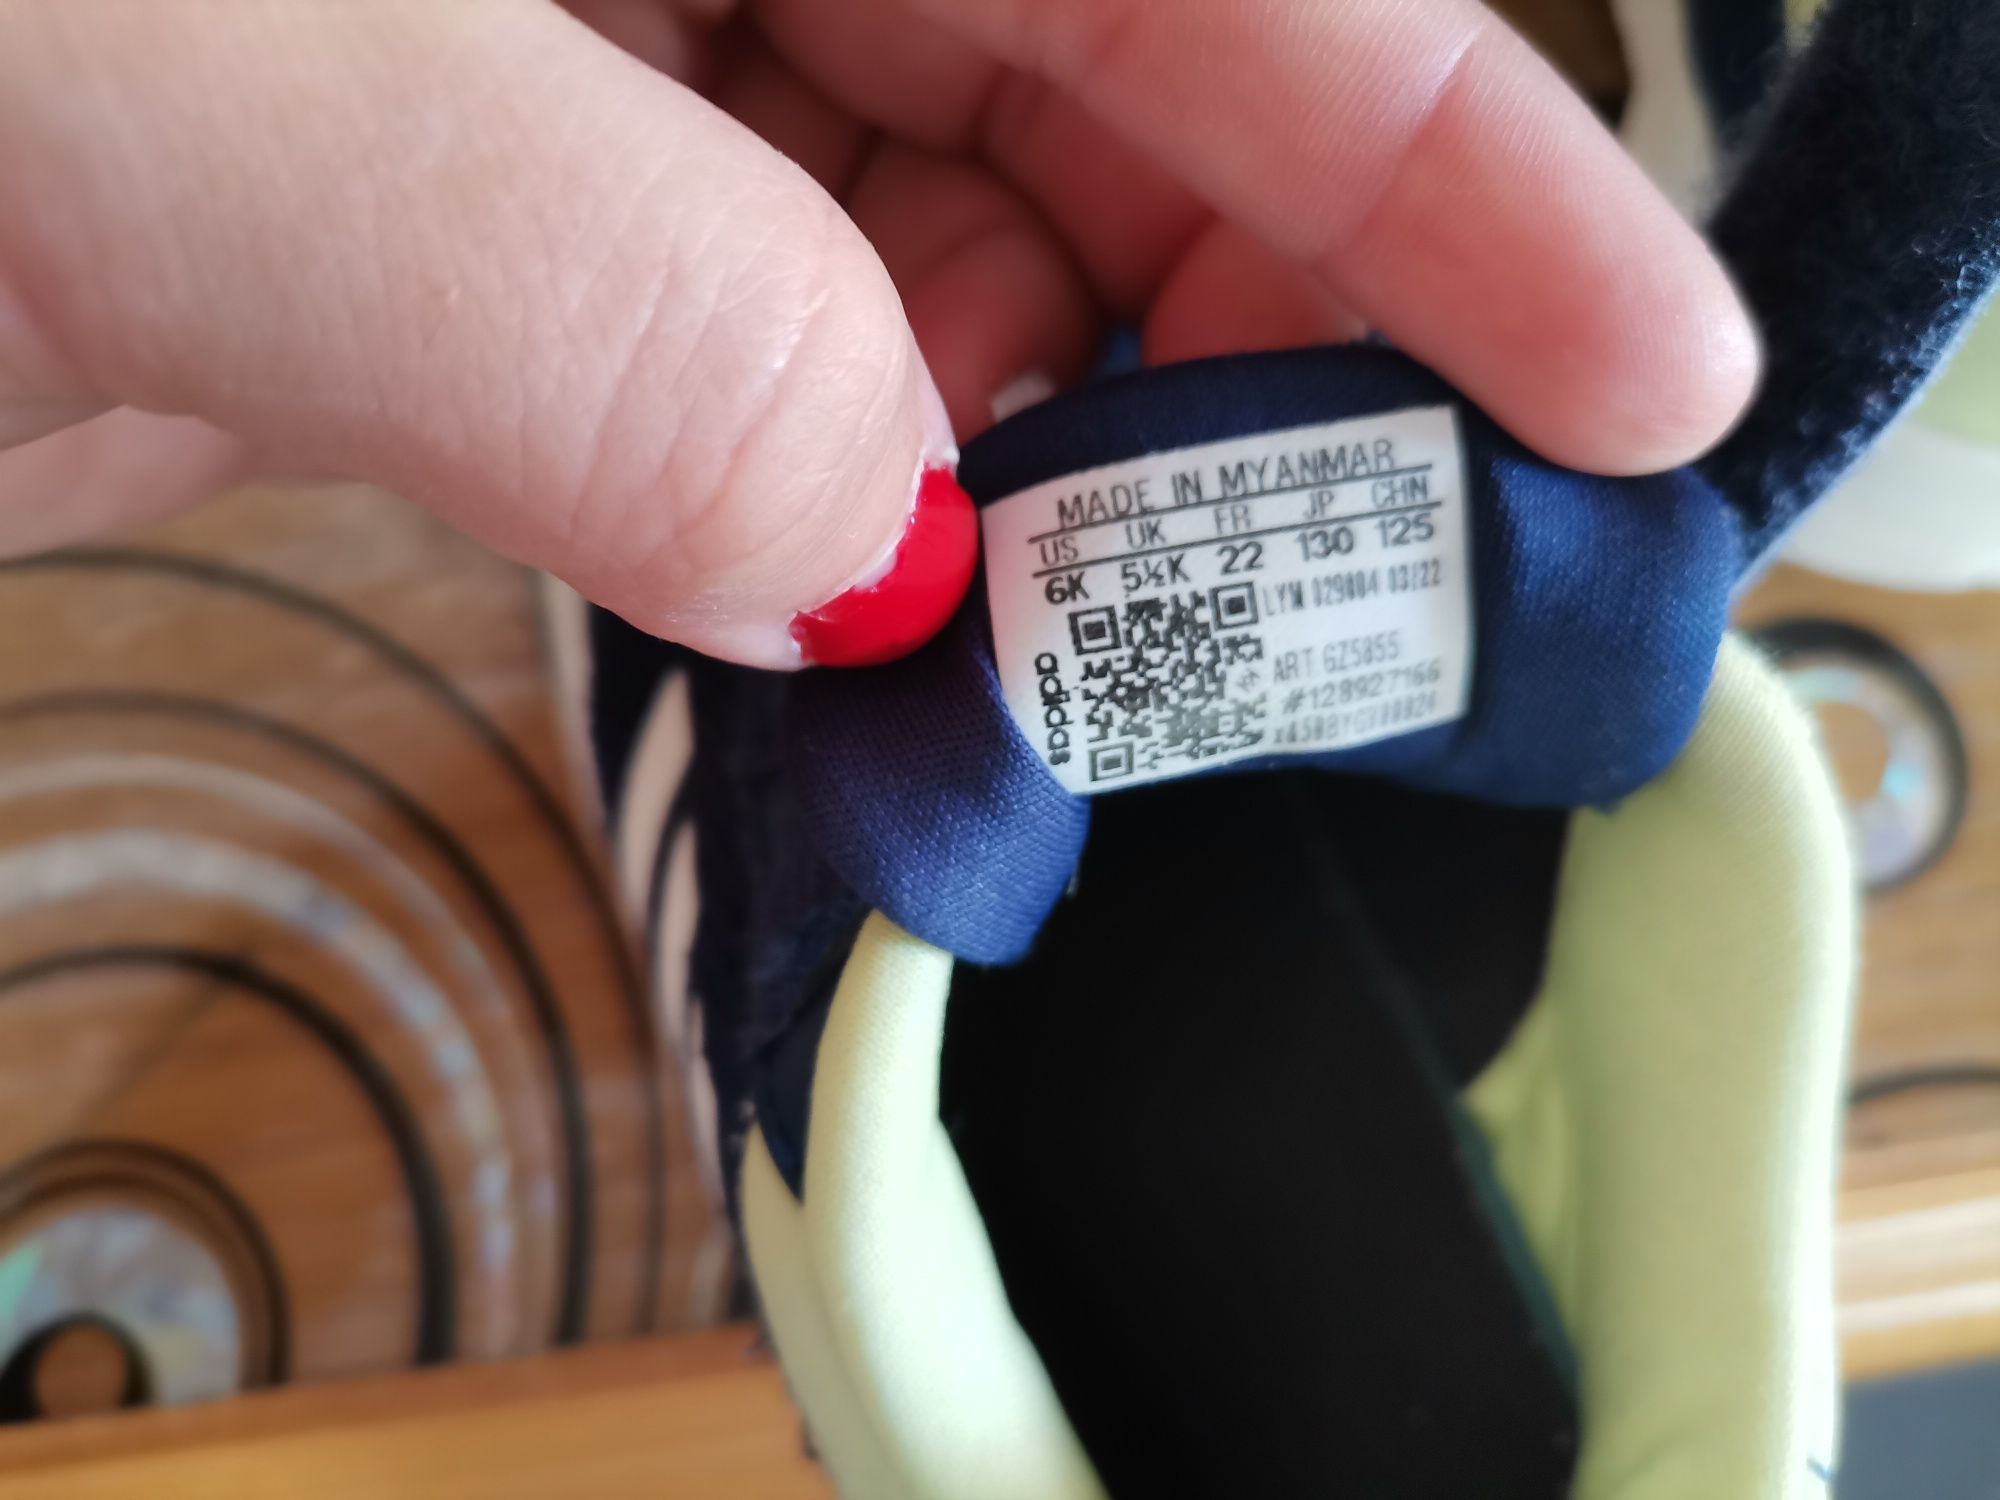 MADE IN MYANMAR
US UK FR JP CHN
6K 5½K 22 130 125
LYM 029004 03/22
ART GZ5855
#128927166
adidas